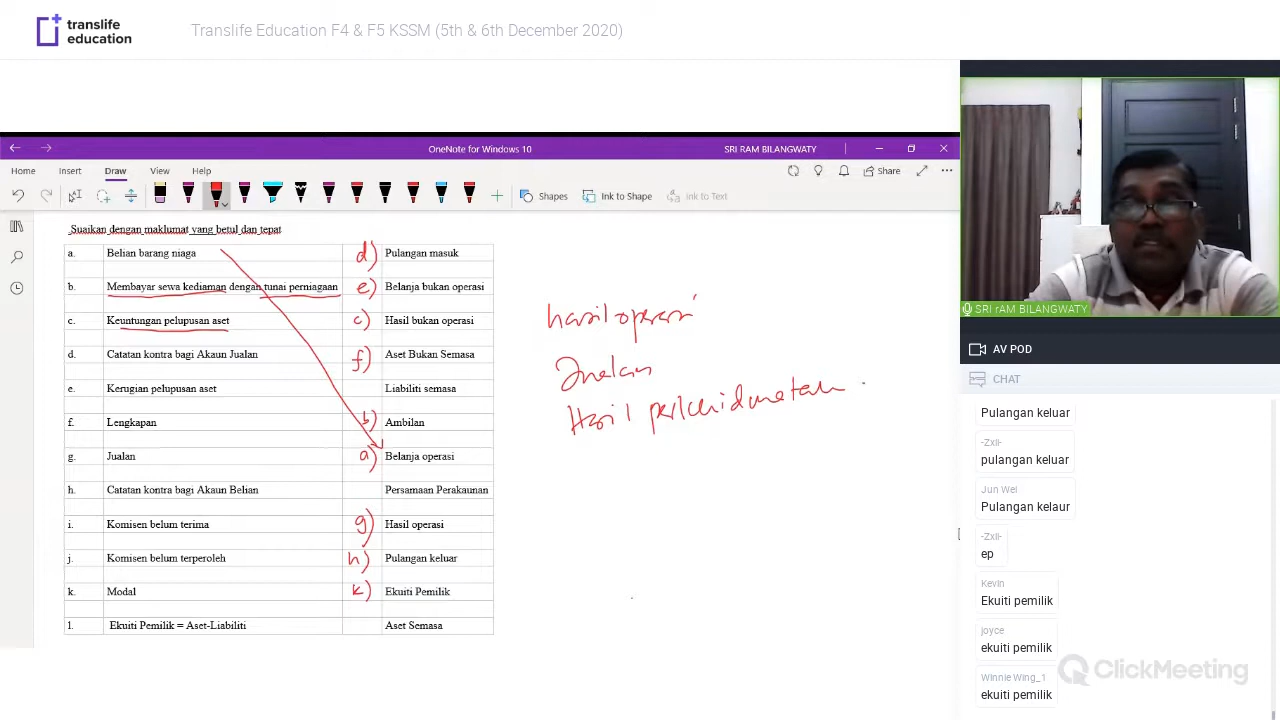 translife
education
Translife Education F4 & F5 KSSM (5th & 6th December 2020)
OneNote for Windows 10
SRI RAM BILANGWATY
Home Insert Draw View Help
Share
Shapes Ink to Shape Ink to Text
Suaikan dengan maklumat yang betul dan tepat
a. Belian barang niaga d) Pulangan masuk
b. Membayar sewa kediaman dengan tunai perniagaan e) Belanja bukan operasi
c. Keuntungan pelupusan aset c) Hasil bukan operasi
d. Catatan kontra bagi Akaun Jualan f) Aset Bukan Semasa
e. Kerugian pelupusan aset Liabiliti semasa
f. Lengkapan b) Ambilan
g. Jualan a) Belanja operasi
h. Catatan kontra bagi Akaun Belian Persamaan Perakaunan
i. Komisen belum terima g) Hasil operasi
j. Komisen belum terperoleh h) Pulangan keluar
k. Modal k) Ekuiti Pemilik
l. Ekuiti Pemilik = Aset-Liabiliti Aset Semasa
hasil operasi
Jualan
Hasil
SRI rAM BILANGWATY
AV POD
CHAT
Pulangan keluar
-Zxii-
pulangan keluar
Jun Wei
Pulangan kelaur
-Zxii-
ep
Kevin
Ekuiti pemilik
joyce
ekuiti pemilik
Winnie Wing_1
ekuiti pemilik
ClickMeeting